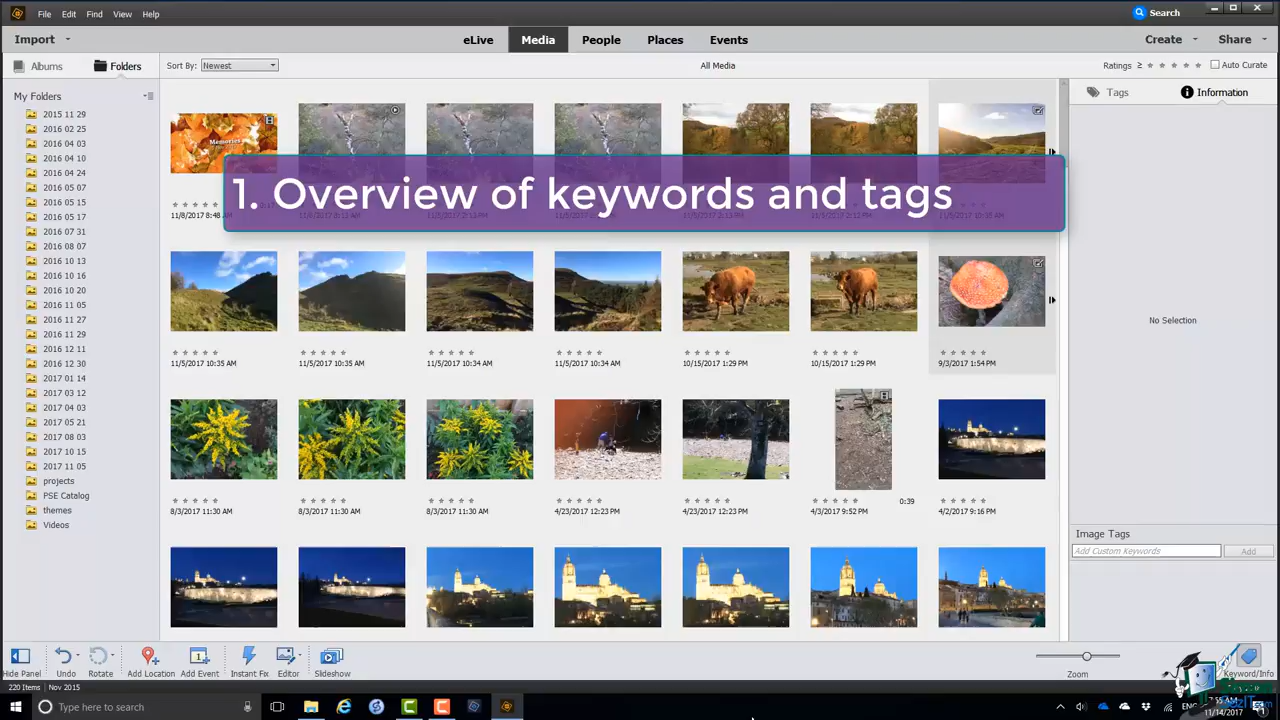 File Edit Find View Help
Search
Import
eLive Media People Places Events
Create Share
Albums Folders
Sort By: Newest
All Media
Ratings ≥
Auto Curate
Tags Information
My Folders
2015 11 29
2016 02 25
2016 04 03
2016 04 10
2016 04 24
2016 05 07
2016 05 15
2016 05 17
2016 07 31
2016 08 07
2016 10 13
2016 10 16
2016 10 20
2016 11 05
2016 11 27
2016 11 29
2016 12 11
2016 12 30
2017 01 14
2017 03 12
2017 04 03
2017 05 21
2017 08 03
2017 10 15
2017 11 05
projects
PSE Catalog
themes
Videos
Memories
1. Overview of keywords and tags
11/8/2017 8:48
11/5/2017 10:35 AM 11/5/2017 10:35 AM 11/5/2017 10:34 AM 11/5/2017 10:34 AM 10/15/2017 1:29 PM 10/15/2017 1:29 PM 9/3/2017 1:54 PM
No Selection
0:39
8/3/2017 11:30 AM 8/3/2017 11:30 AM 8/3/2017 11:30 AM 4/23/2017 12:23 PM 4/23/2017 12:23 PM 4/3/2017 9:52 PM 4/2/2017 9:16 PM
Image Tags
Add Custom Keywords Add
Hide Panel Undo Rotate Add Location Add Event Instant Fix Editor Slideshow
Zoom
Keyword/Info
220 Items Nov 2015
Type here to search
11/14/2017